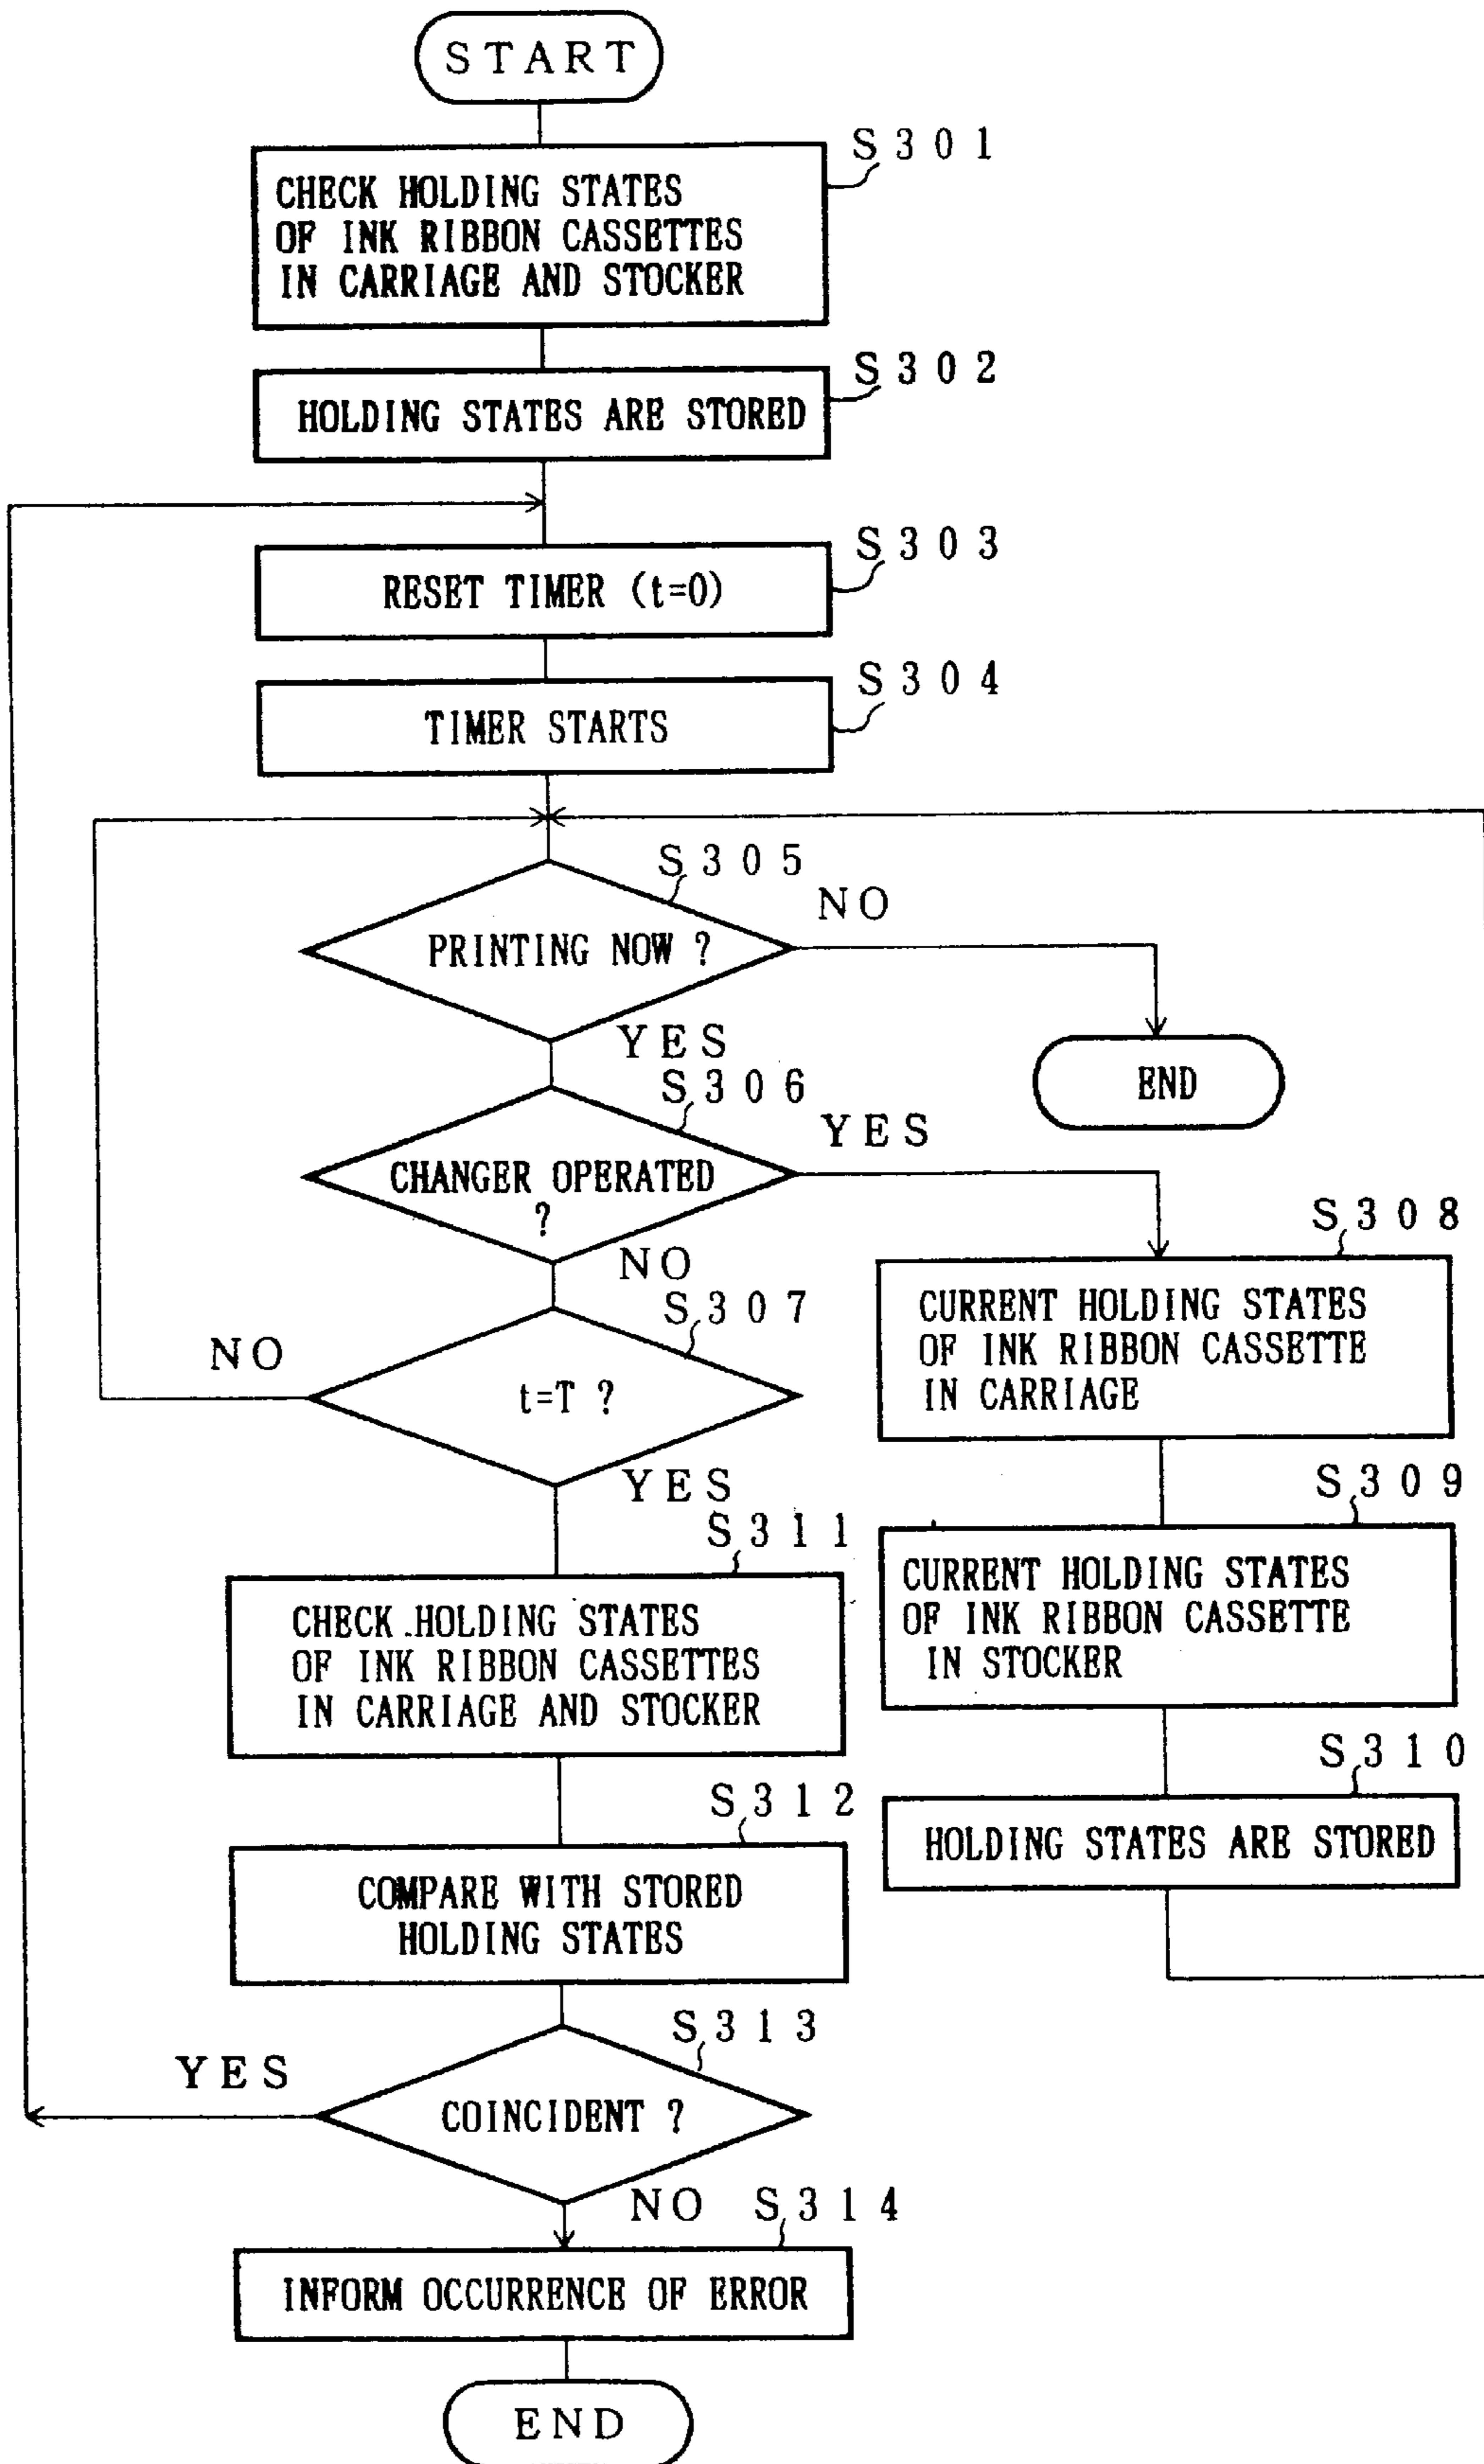 START
S301
CHECK HOLDING STATES
OF INK RIBBON CASSETTES
IN CARRIAGE AND STOCKER
S302
HOLDING STATES ARE STORED
S303
RESET TIMER (t=0)
S304
TIMER STARTS
S305
NO
PRINTING NOW ?
YES
END
S306
YES
CHANGER OPERATED
?
NO
S308
CURRENT HOLDING STATES
OF INK RIBBON CASSETTE
IN CARRIAGE
S307
NO
t=T ?
YES
S309
CURRENT HOLDING STATES
OF INK RIBBON CASSETTE
IN STOCKER
S311
CHECK HOLDING STATES
OF INK RIBBON CASSETTES
IN CARRIAGE AND STOCKER
S310
HOLDING STATES ARE STORED
S312
COMPARE WITH STORED
HOLDING STATES
S313
YES
COINCIDENT ?
NO
S314
INFORM OCCURRENCE OF ERROR
END